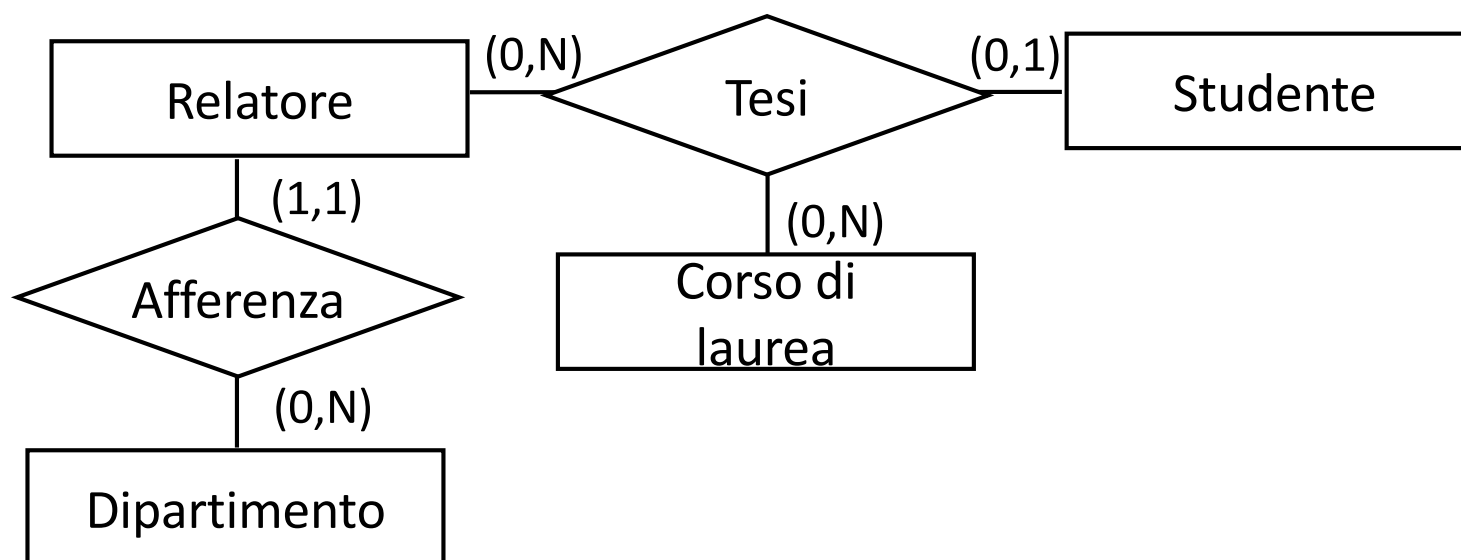 Relatore
(0,N)
Tesi
(0,1)
Studente
(1,1)
(0,N)
Corso di
laurea
Afferenza
(0,N)
Dipartimento